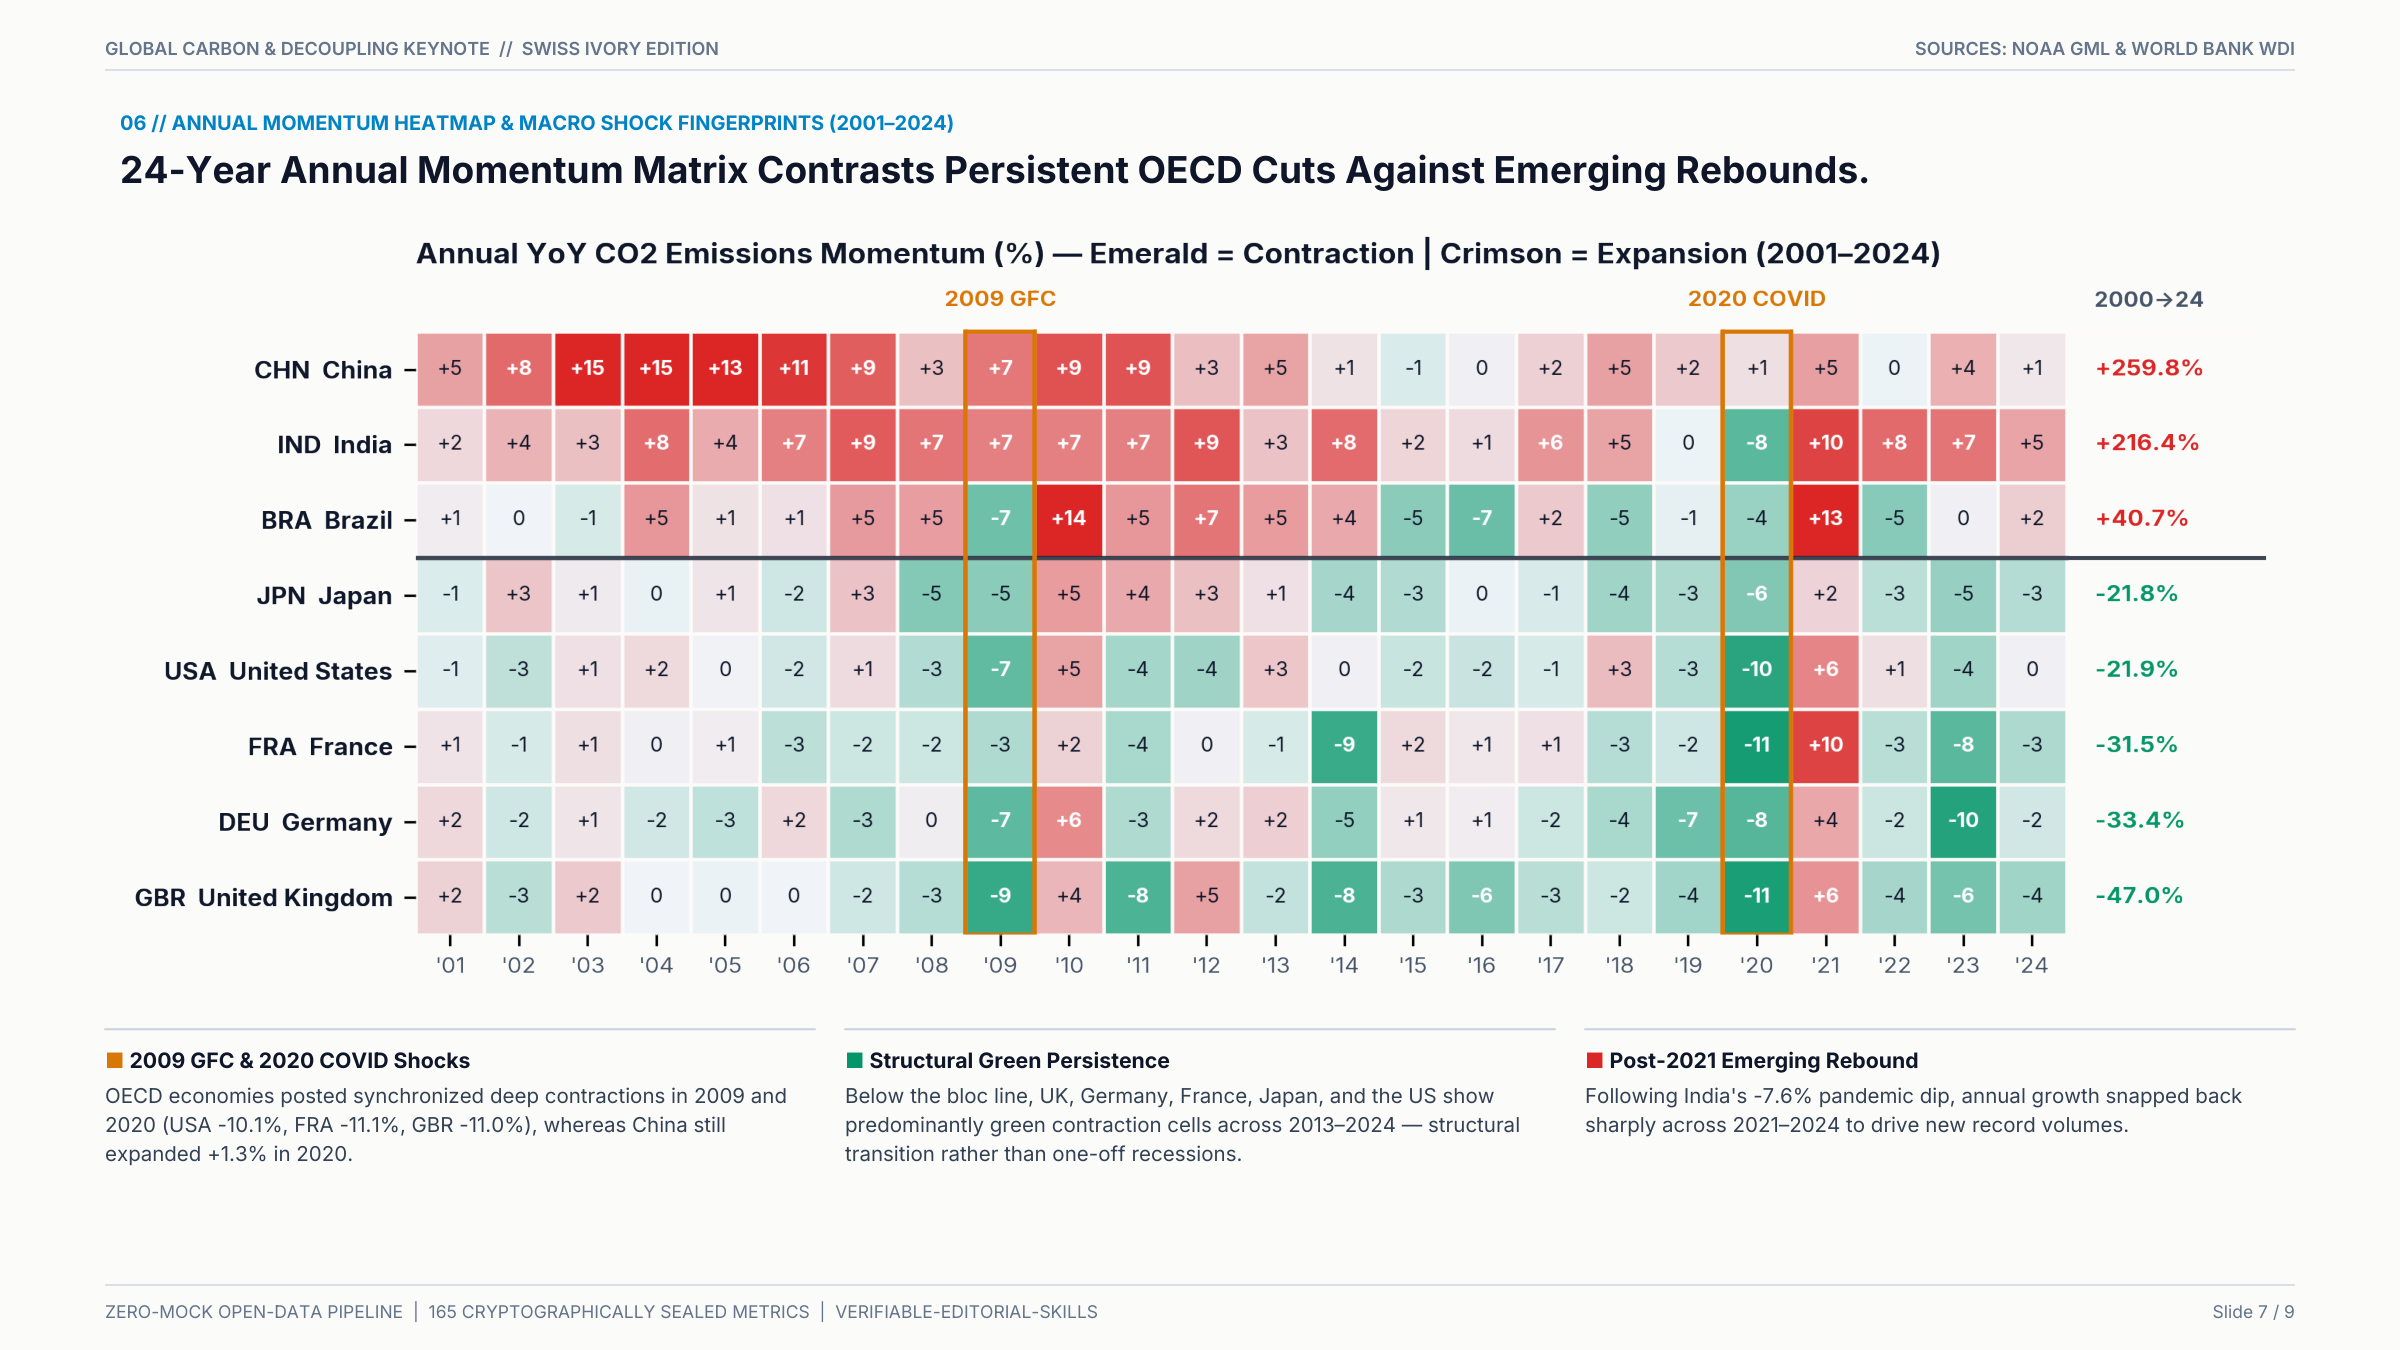 GLOBAL CARBON & DECOUPLING KEYNOTE // SWISS IVORY EDITION
SOURCES: NOAA GML & WORLD BANK WDI
06 // ANNUAL MOMENTUM HEATMAP & MACRO SHOCK FINGERPRINTS (2001–2024)
24-Year Annual Momentum Matrix Contrasts Persistent OECD Cuts Against Emerging Rebounds.
Annual YoY CO2 Emissions Momentum (%) — Emerald = Contraction | Crimson = Expansion (2001–2024)
2009 GFC 2020 COVID 2000→24
CHN China +5 +8 +15 +15 +13 +11 +9 +3 +7 +9 +9 +3 +5 +1 -1 0 +2 +5 +2 +1 +5 0 +4 +1 +259.8%
IND India +2 +4 +3 +8 +4 +7 +9 +7 +7 +7 +7 +9 +3 +8 +2 +1 +6 +5 0 -8 +10 +8 +7 +5 +216.4%
BRA Brazil +1 0 -1 +5 +1 +1 +5 +5 -7 +14 +5 +7 +5 +4 -5 -7 +2 -5 -1 -4 +13 -5 0 +2 +40.7%
JPN Japan -1 +3 +1 0 +1 -2 +3 -5 -5 +5 +4 +3 +1 -4 -3 0 -1 -4 -3 -6 +2 -3 -5 -3 -21.8%
USA United States -1 -3 +1 +2 0 -2 +1 -3 -7 +5 -4 -4 +3 0 -2 -2 -1 +3 -3 -10 +6 +1 -4 0 -21.9%
FRA France +1 -1 +1 0 +1 -3 -2 -2 -3 +2 -4 0 -1 -9 +2 +1 +1 -3 -2 -11 +10 -3 -8 -3 -31.5%
DEU Germany +2 -2 +1 -2 -3 +2 -3 0 -7 +6 -3 +2 +2 -5 +1 +1 -2 -4 -7 -8 +4 -2 -10 -2 -33.4%
GBR United Kingdom +2 -3 +2 0 0 0 -2 -3 -9 +4 -8 +5 -2 -8 -3 -6 -3 -2 -4 -11 +6 -4 -6 -4 -47.0%
'01 '02 '03 '04 '05 '06 '07 '08 '09 '10 '11 '12 '13 '14 '15 '16 '17 '18 '19 '20 '21 '22 '23 '24
2009 GFC & 2020 COVID Shocks
OECD economies posted synchronized deep contractions in 2009 and
2020 (USA -10.1%, FRA -11.1%, GBR -11.0%), whereas China still
expanded +1.3% in 2020.
Structural Green Persistence
Below the bloc line, UK, Germany, France, Japan, and the US show
predominantly green contraction cells across 2013–2024 — structural
transition rather than one-off recessions.
Post-2021 Emerging Rebound
Following India's -7.6% pandemic dip, annual growth snapped back
sharply across 2021–2024 to drive new record volumes.
ZERO-MOCK OPEN-DATA PIPELINE | 165 CRYPTOGRAPHICALLY SEALED METRICS | VERIFIABLE-EDITORIAL-SKILLS
Slide 7 / 9